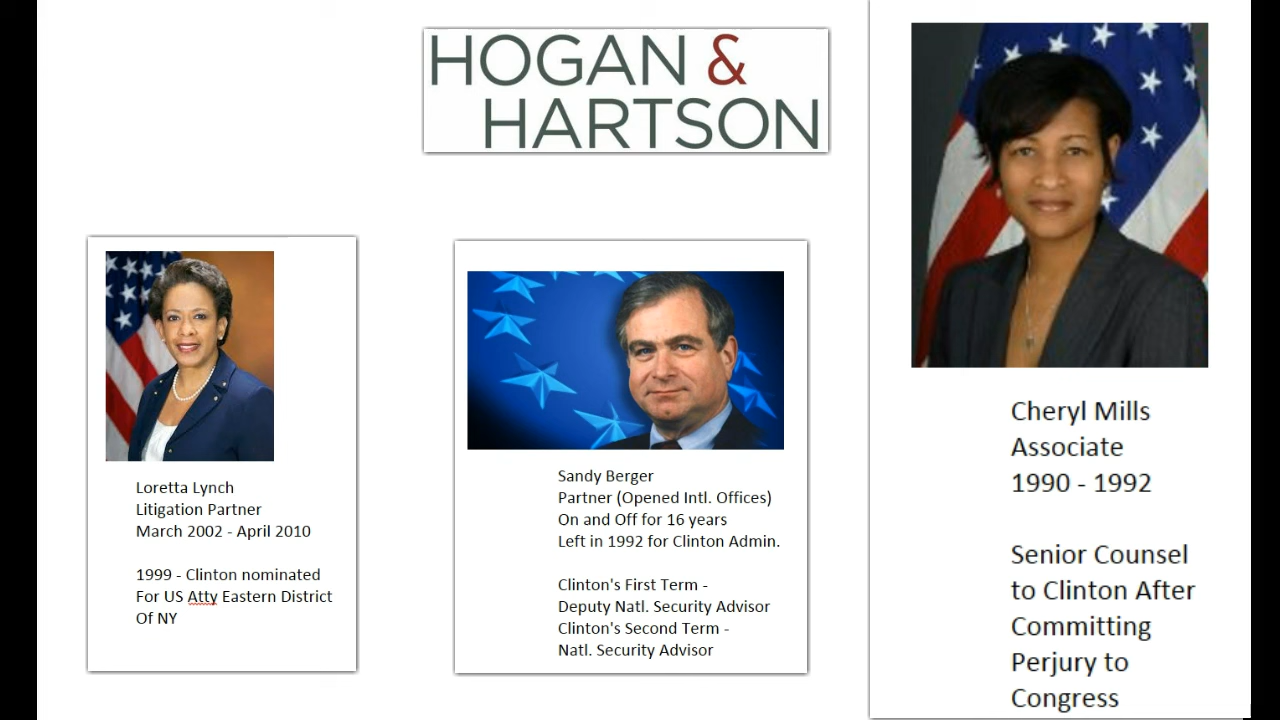 HOGAN &
HARTSON
Loretta Lynch
Litigation Partner
March 2002 - April 2010
1999 - Clinton nominated
For US Atty Eastern District
Of NY
Sandy Berger
Partner (Opened Intl. Offices)
On and Off for 16 years
Left in 1992 for Clinton Admin.
Clinton's First Term -
Deputy Natl. Security Advisor
Clinton's Second Term -
Natl. Security Advisor
Cheryl Mills
Associate
1990 - 1992
Senior Counsel
to Clinton After
Committing
Perjury to
Congress